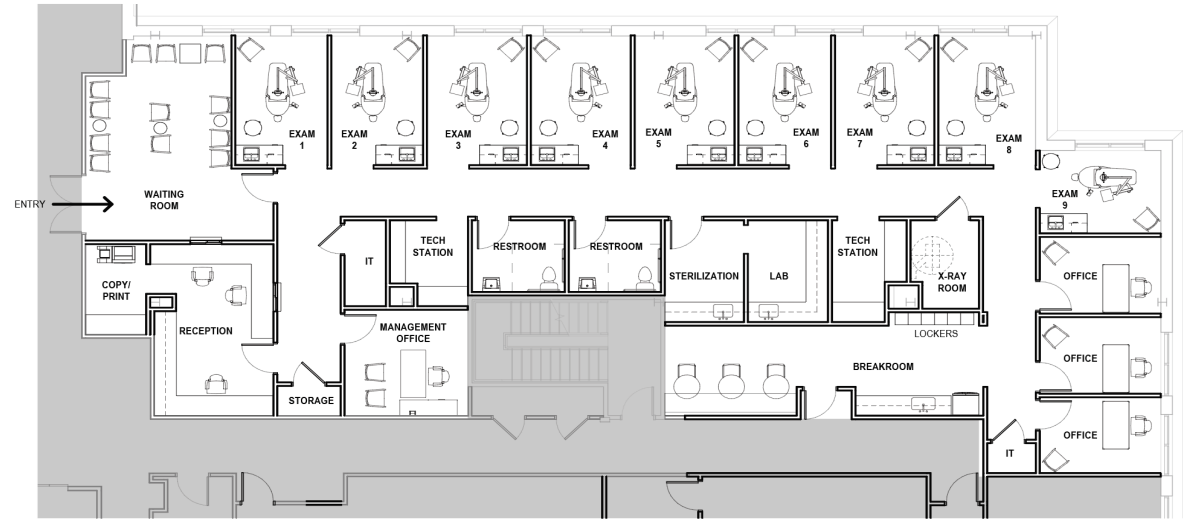 EXAM
1
EXAM
2
EXAM
3
EXAM
4
EXAM
5
EXAM
6
EXAM
7
EXAM
8
EXAM
9
ENTRY
WAITING
ROOM
IT
TECH
STATION
RESTROOM
RESTROOM
STERILIZATION
LAB
TECH
STATION
X-RAY
ROOM
OFFICE
COPY/
PRINT
RECEPTION
MANAGEMENT
OFFICE
LOCKERS
OFFICE
BREAKROOM
STORAGE
OFFICE
IT